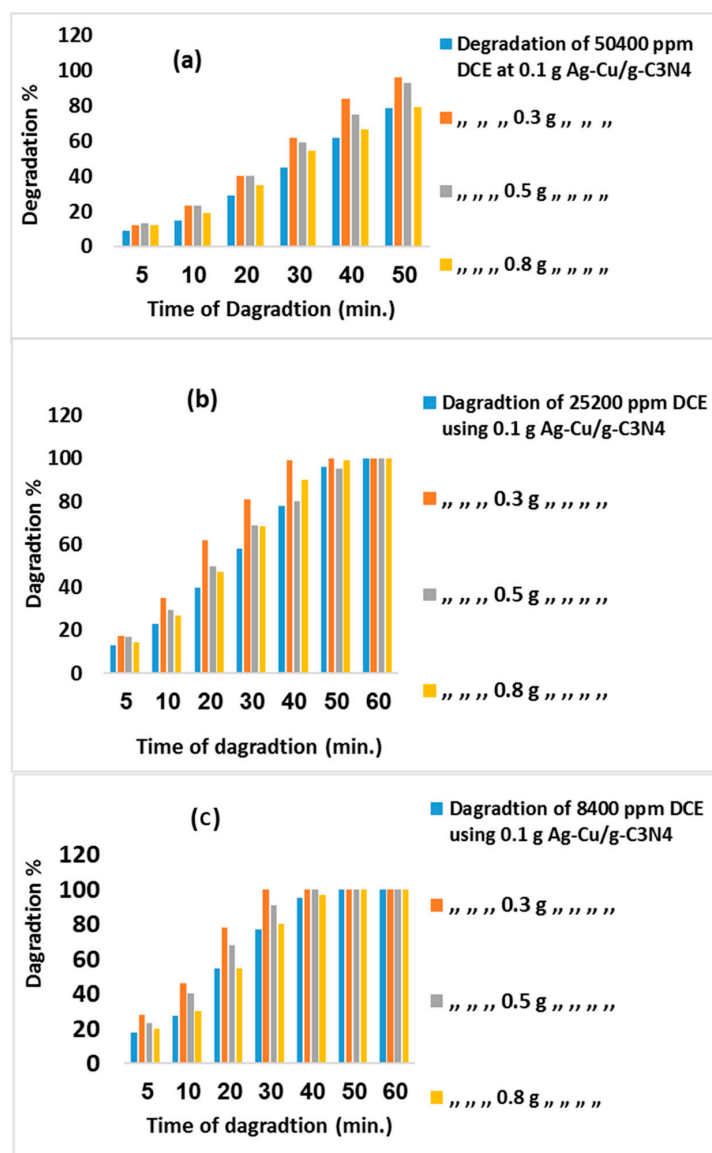 (a)
Degradation %
120
100
80
60
40
20
0
5 10 20 30 40 50
Time of Dagradtion (min.)
Degradation of 50400 ppm
DCE at 0.1 g Ag-Cu/g-C3N4
,, ,, ,, 0.3 g ,, ,, ,,
,, ,, ,, 0.5 g ,, ,, ,, ,,
,, ,, ,, 0.8 g ,, ,, ,, ,,
(b)
Dagradtion %
120
100
80
60
40
20
0
5 10 20 30 40 50 60
Time of dagradtion (min.)
Dagradtion of 25200 ppm DCE
using 0.1 g Ag-Cu/g-C3N4
,, ,, ,, 0.3 g ,, ,, ,, ,,
,, ,, ,, 0.5 g ,, ,, ,, ,,
,, ,, ,, 0.8 g ,, ,, ,, ,,
(c)
Dagradtion %
120
100
80
60
40
20
0
5 10 20 30 40 50 60
Time of dagradtion (min.)
Dagradtion of 8400 ppm DCE
using 0.1 g Ag-Cu/g-C3N4
,, ,, ,, 0.3 g ,, ,, ,, ,,
,, ,, ,, 0.5 g ,, ,, ,, ,,
,, ,, ,, 0.8 g ,, ,, ,, ,,